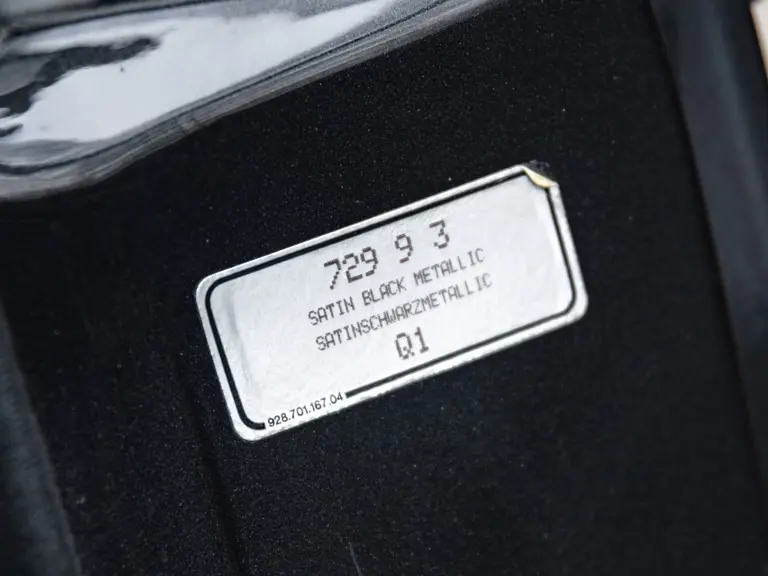 729 9 3
SATIN BLACK METALLIC
SATINSCHWARZMETALLIC
Q1
928.701.167.04